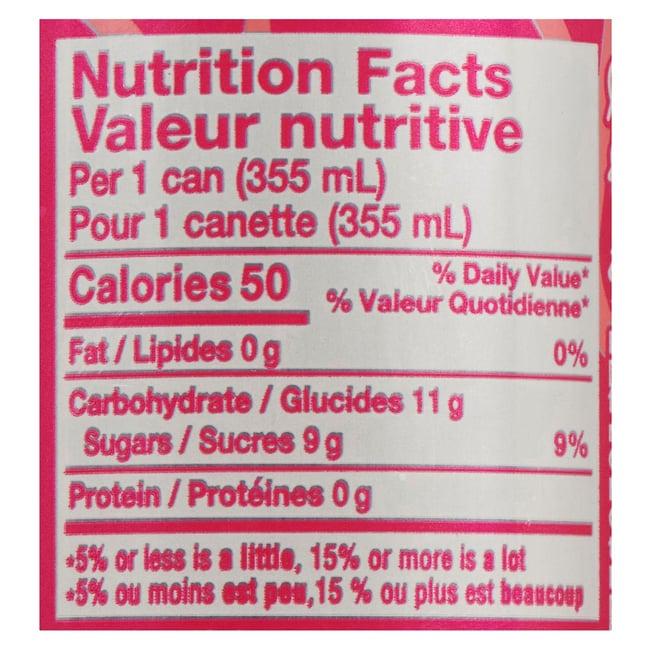 Nutrition Facts
Valeur nutritive
Per 1 can (355 mL)
Pour 1 canette (355 mL)
Calories 50
% Daily Value*
% Valeur Quotidienne*
Fat / Lipides 0 g 0%
Carbohydrate / Glucides 11 g
Sugars / Sucres 9 g 9%
Protein / Protéines 0 g
*5% or less is a little, 15% or more is a lot
*5% ou moins est peu,15 % ou plus est beaucoup